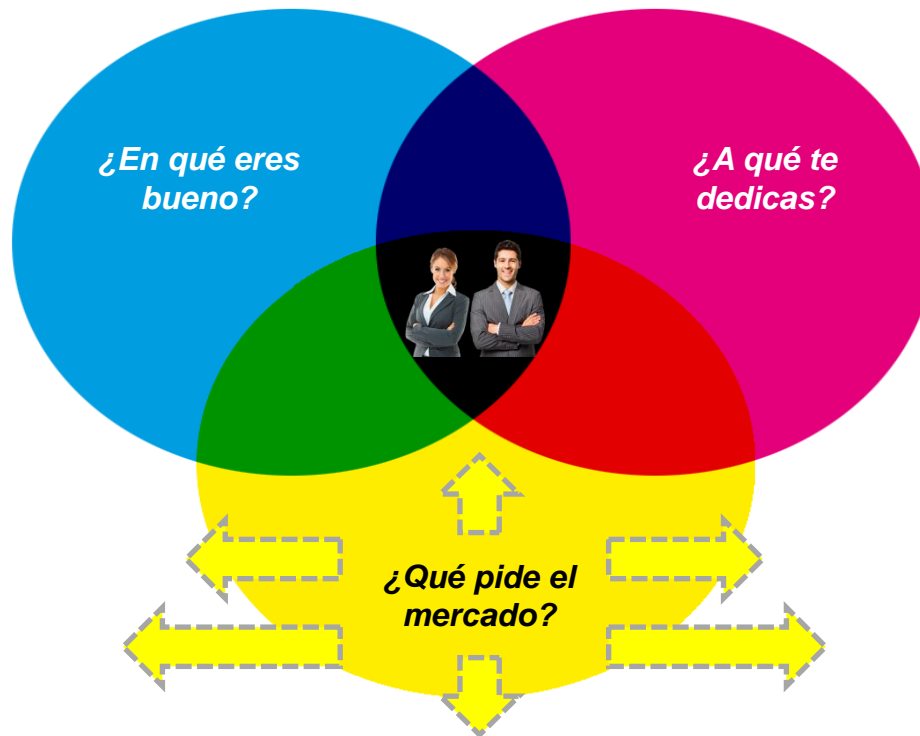 ¿En qué eres
bueno?
¿A qué te
dedicas?
¿Qué pide el
mercado?